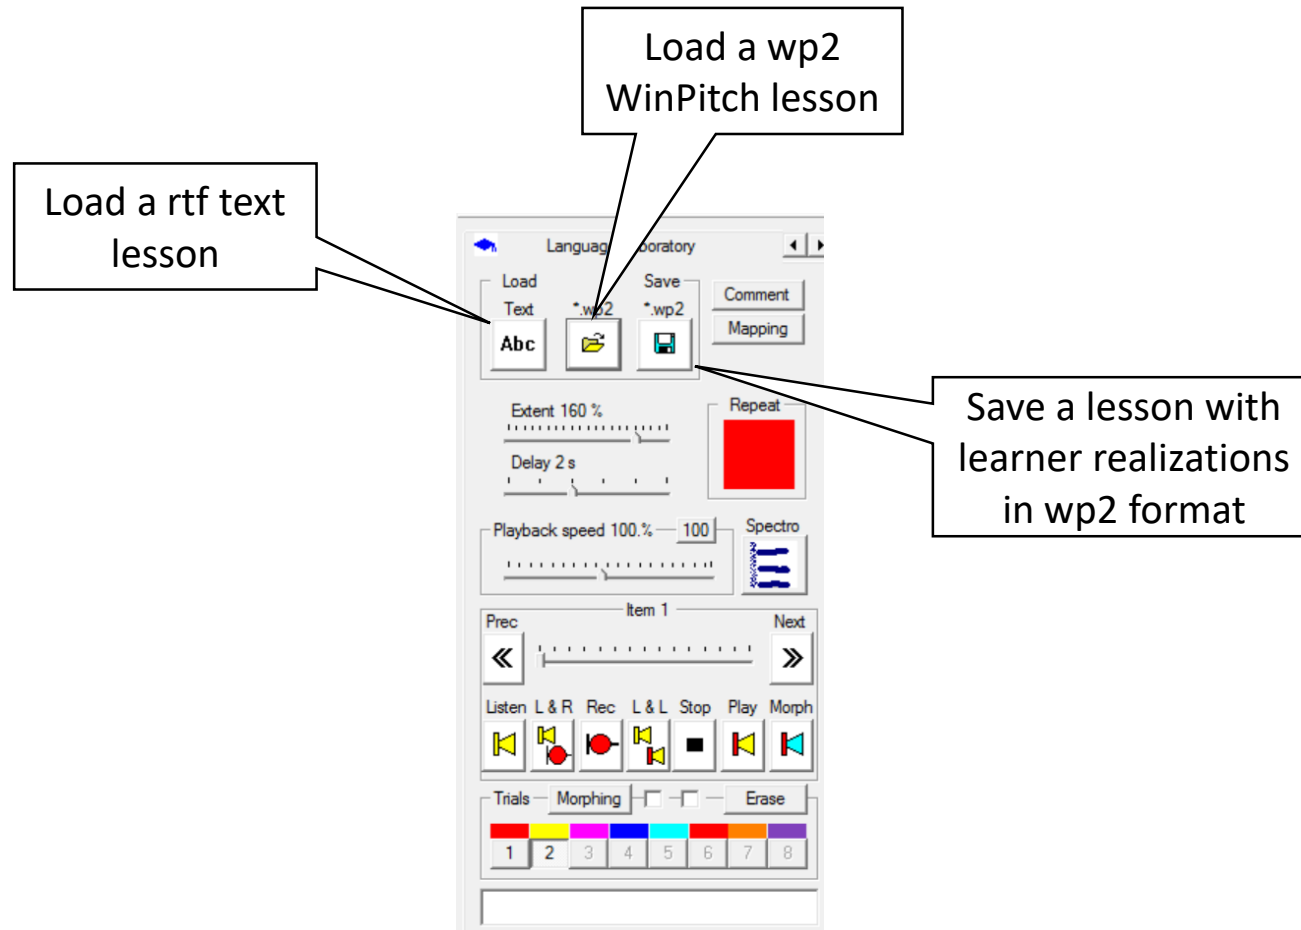 Load a wp2
WinPitch lesson
Load a rtf text
lesson
Languag boratory
Load Save
Text *.wp2 *.wp2
Abc
Comment
Mapping
Save a lesson with
learner realizations
in wp2 format
Extent 160 %
Repeat
Delay 2 s
Playback speed 100.% 100 Spectro
Item 1
Prec Next
Listen L & R Rec L & L Stop Play Morph
Trials Morphing Erase
1 2 3 4 5 6 7 8